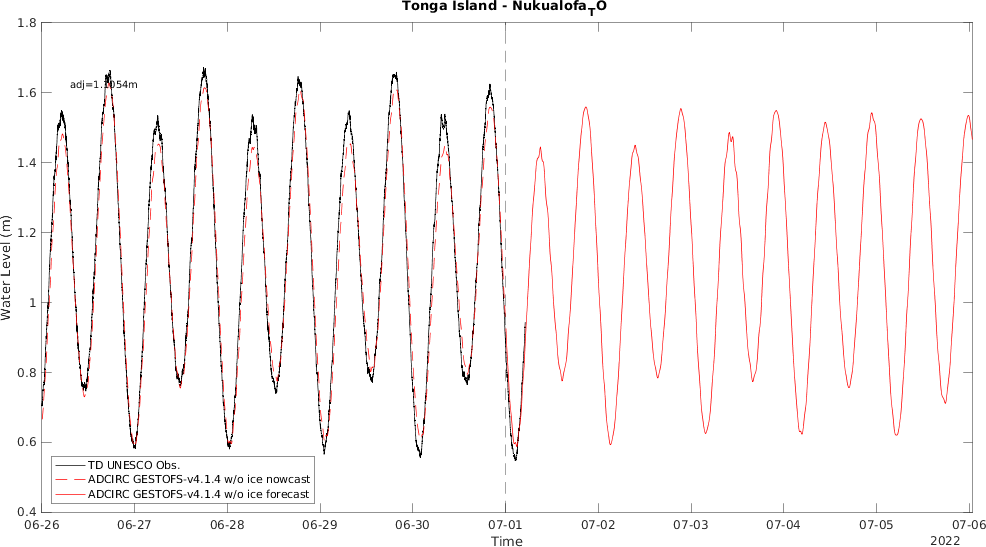 Tonga Island - Nukualofa_TO
1.8
1.6
1.4
1.2
1
0.8
0.6
0.4
Water Level (m)
adj=1.1054m
TD UNESCO Obs.
ADCIRC GESTOFS-v4.1.4 w/o ice nowcast
ADCIRC GESTOFS-v4.1.4 w/o ice forecast
06-26 06-27 06-28 06-29 06-30 07-01 07-02 07-03 07-04 07-05 07-06
Time
2022